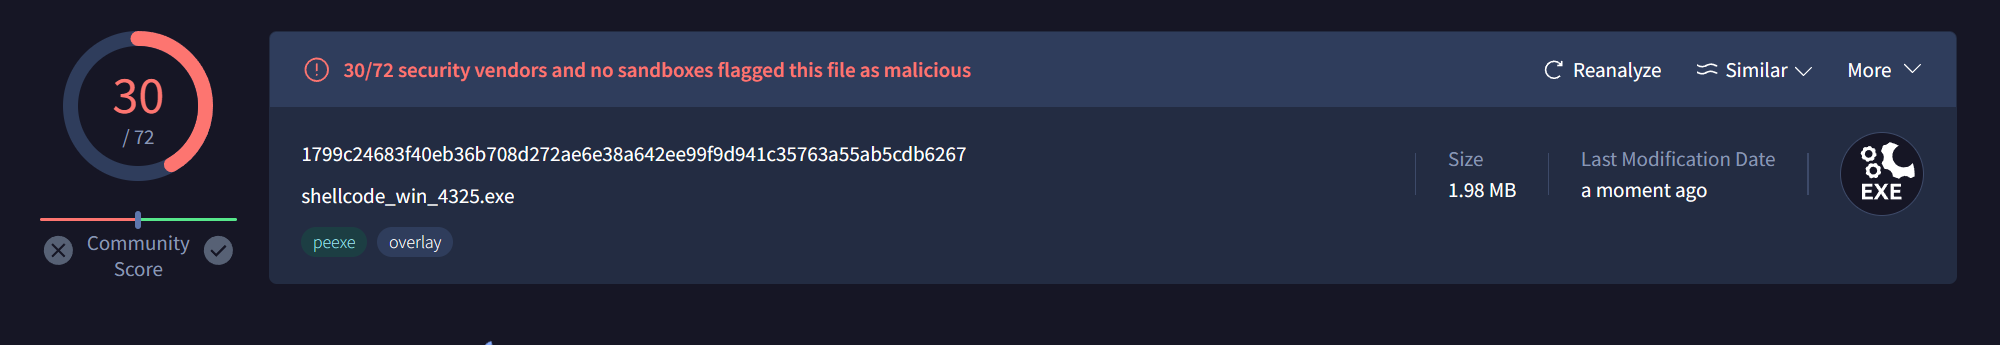 30
/ 72
Community
Score
30/72 security vendors and no sandboxes flagged this file as malicious
Reanalyze
Similar
More
1799c24683f40eb36b708d272ae6e38a642ee99f9d941c35763a55ab5cdb6267
shellcode_win_4325.exe
peexe
overlay
Size
1.98 MB
Last Modification Date
a moment ago
EXE